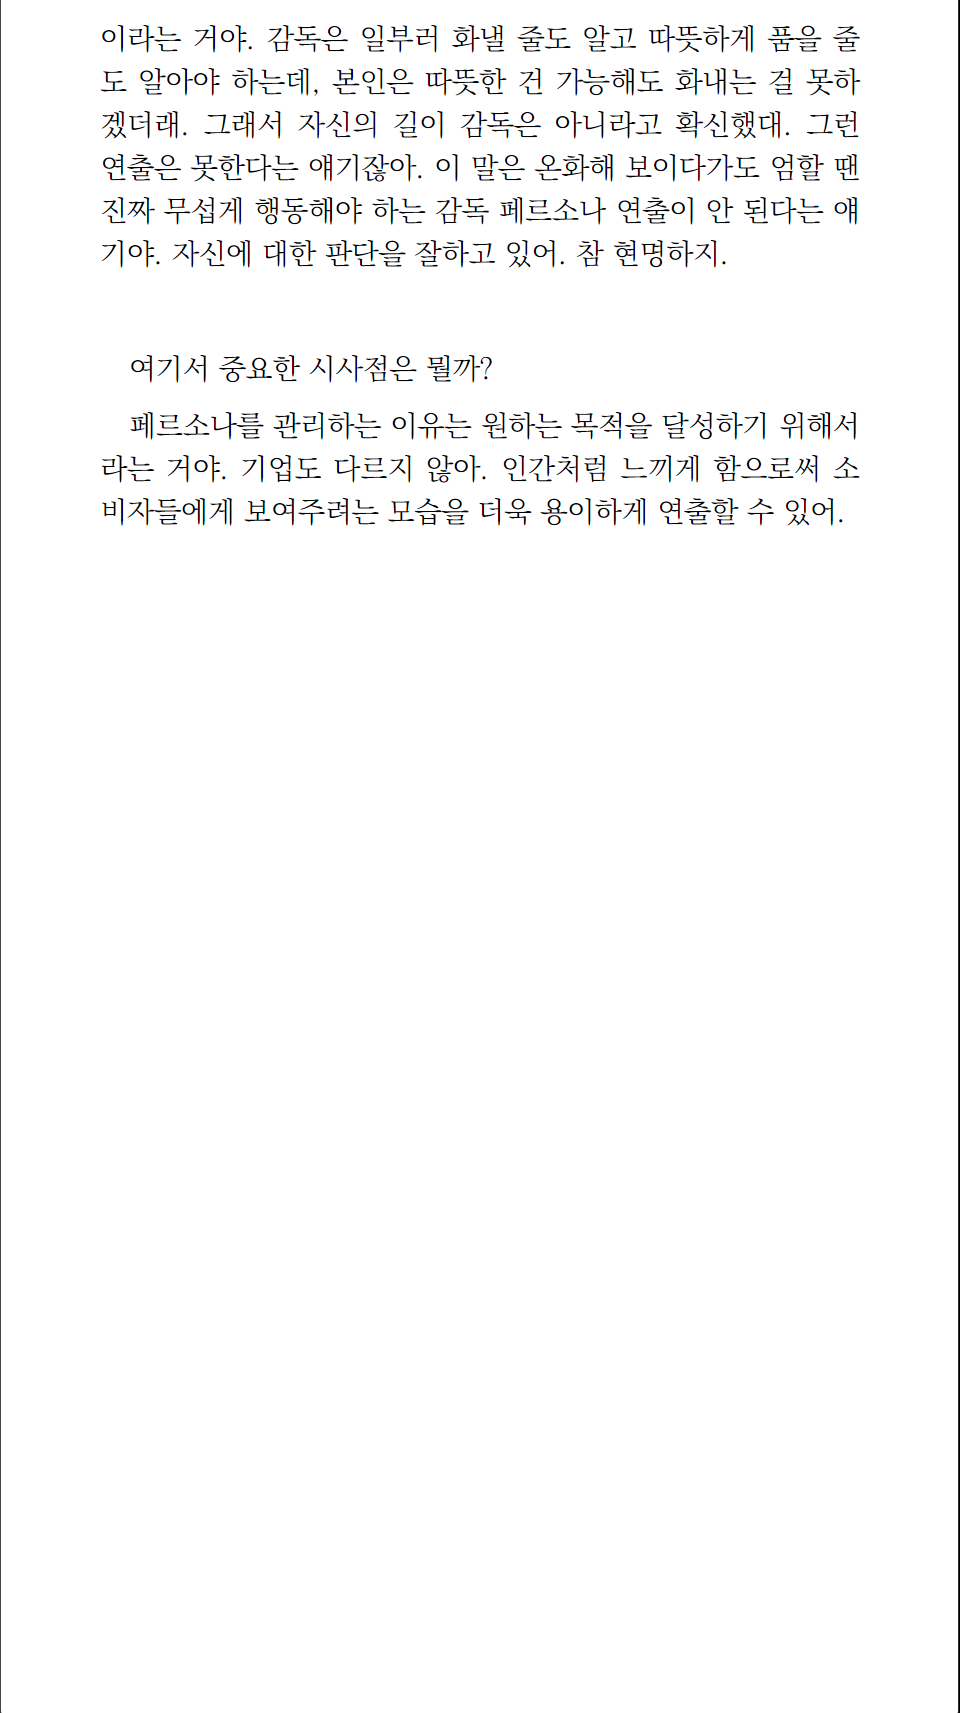 이라는 거야. 감독은 일부러 화낼 줄도 알고 따뜻하게 품을 줄
도 알아야 하는데, 본인은 따뜻한 건 가능해도 화내는 걸 못하
겠더래. 그래서 자신의 길이 감독은 아니라고 확신했대. 그런
연출은 못한다는 얘기잖아. 이 말은 온화해 보이다가도 엄할 땐
진짜 무섭게 행동해야 하는 감독 페르소나 연출이 안 된다는 얘
기야. 자신에 대한 판단을 잘하고 있어. 참 현명하지.
여기서 중요한 시사점은 뭘까?
페르소나를 관리하는 이유는 원하는 목적을 달성하기 위해서
라는 거야. 기업도 다르지 않아. 인간처럼 느끼게 함으로써 소
비자들에게 보여주려는 모습을 더욱 용이하게 연출할 수 있어.